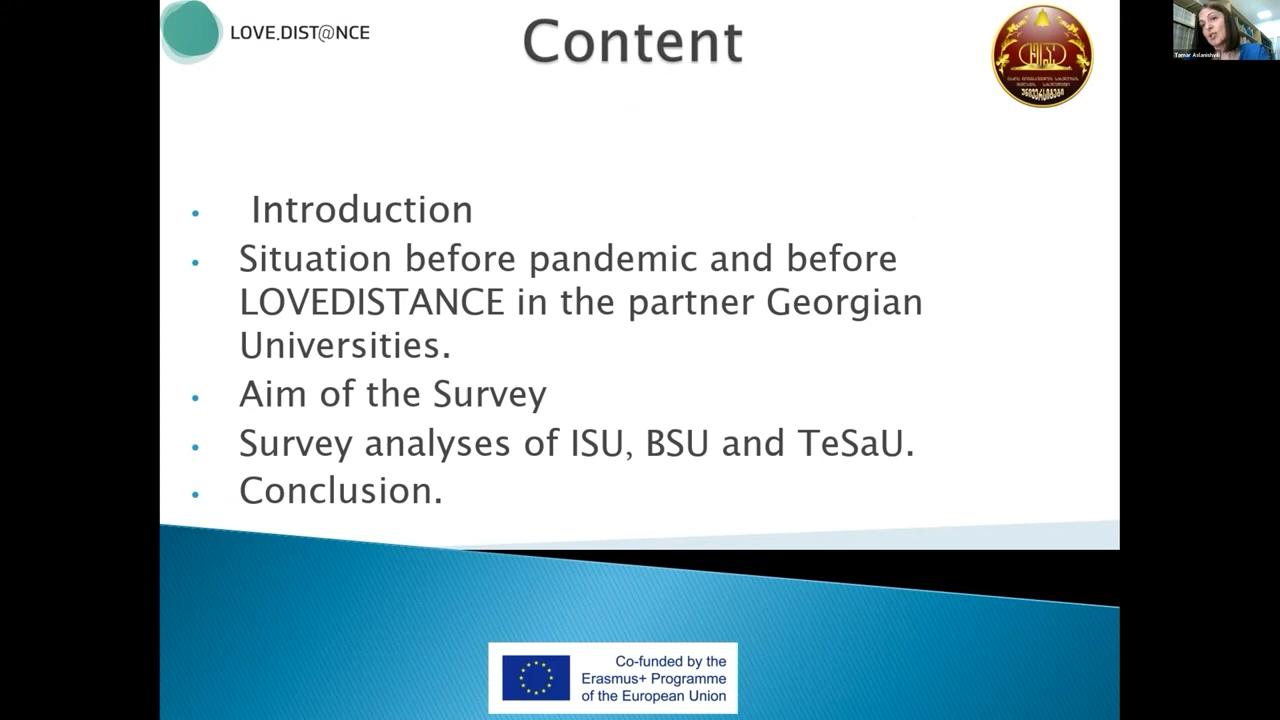 LOVE.DIST@NCE
Content
Tamar Aslanishvili
Introduction
Situation before pandemic and before
LOVEDISTANCE in the partner Georgian
Universities.
Aim of the Survey
Survey analyses of ISU, BSU and TeSaU.
Conclusion.
Co-funded by the
Erasmus+ Programme
of the European Union